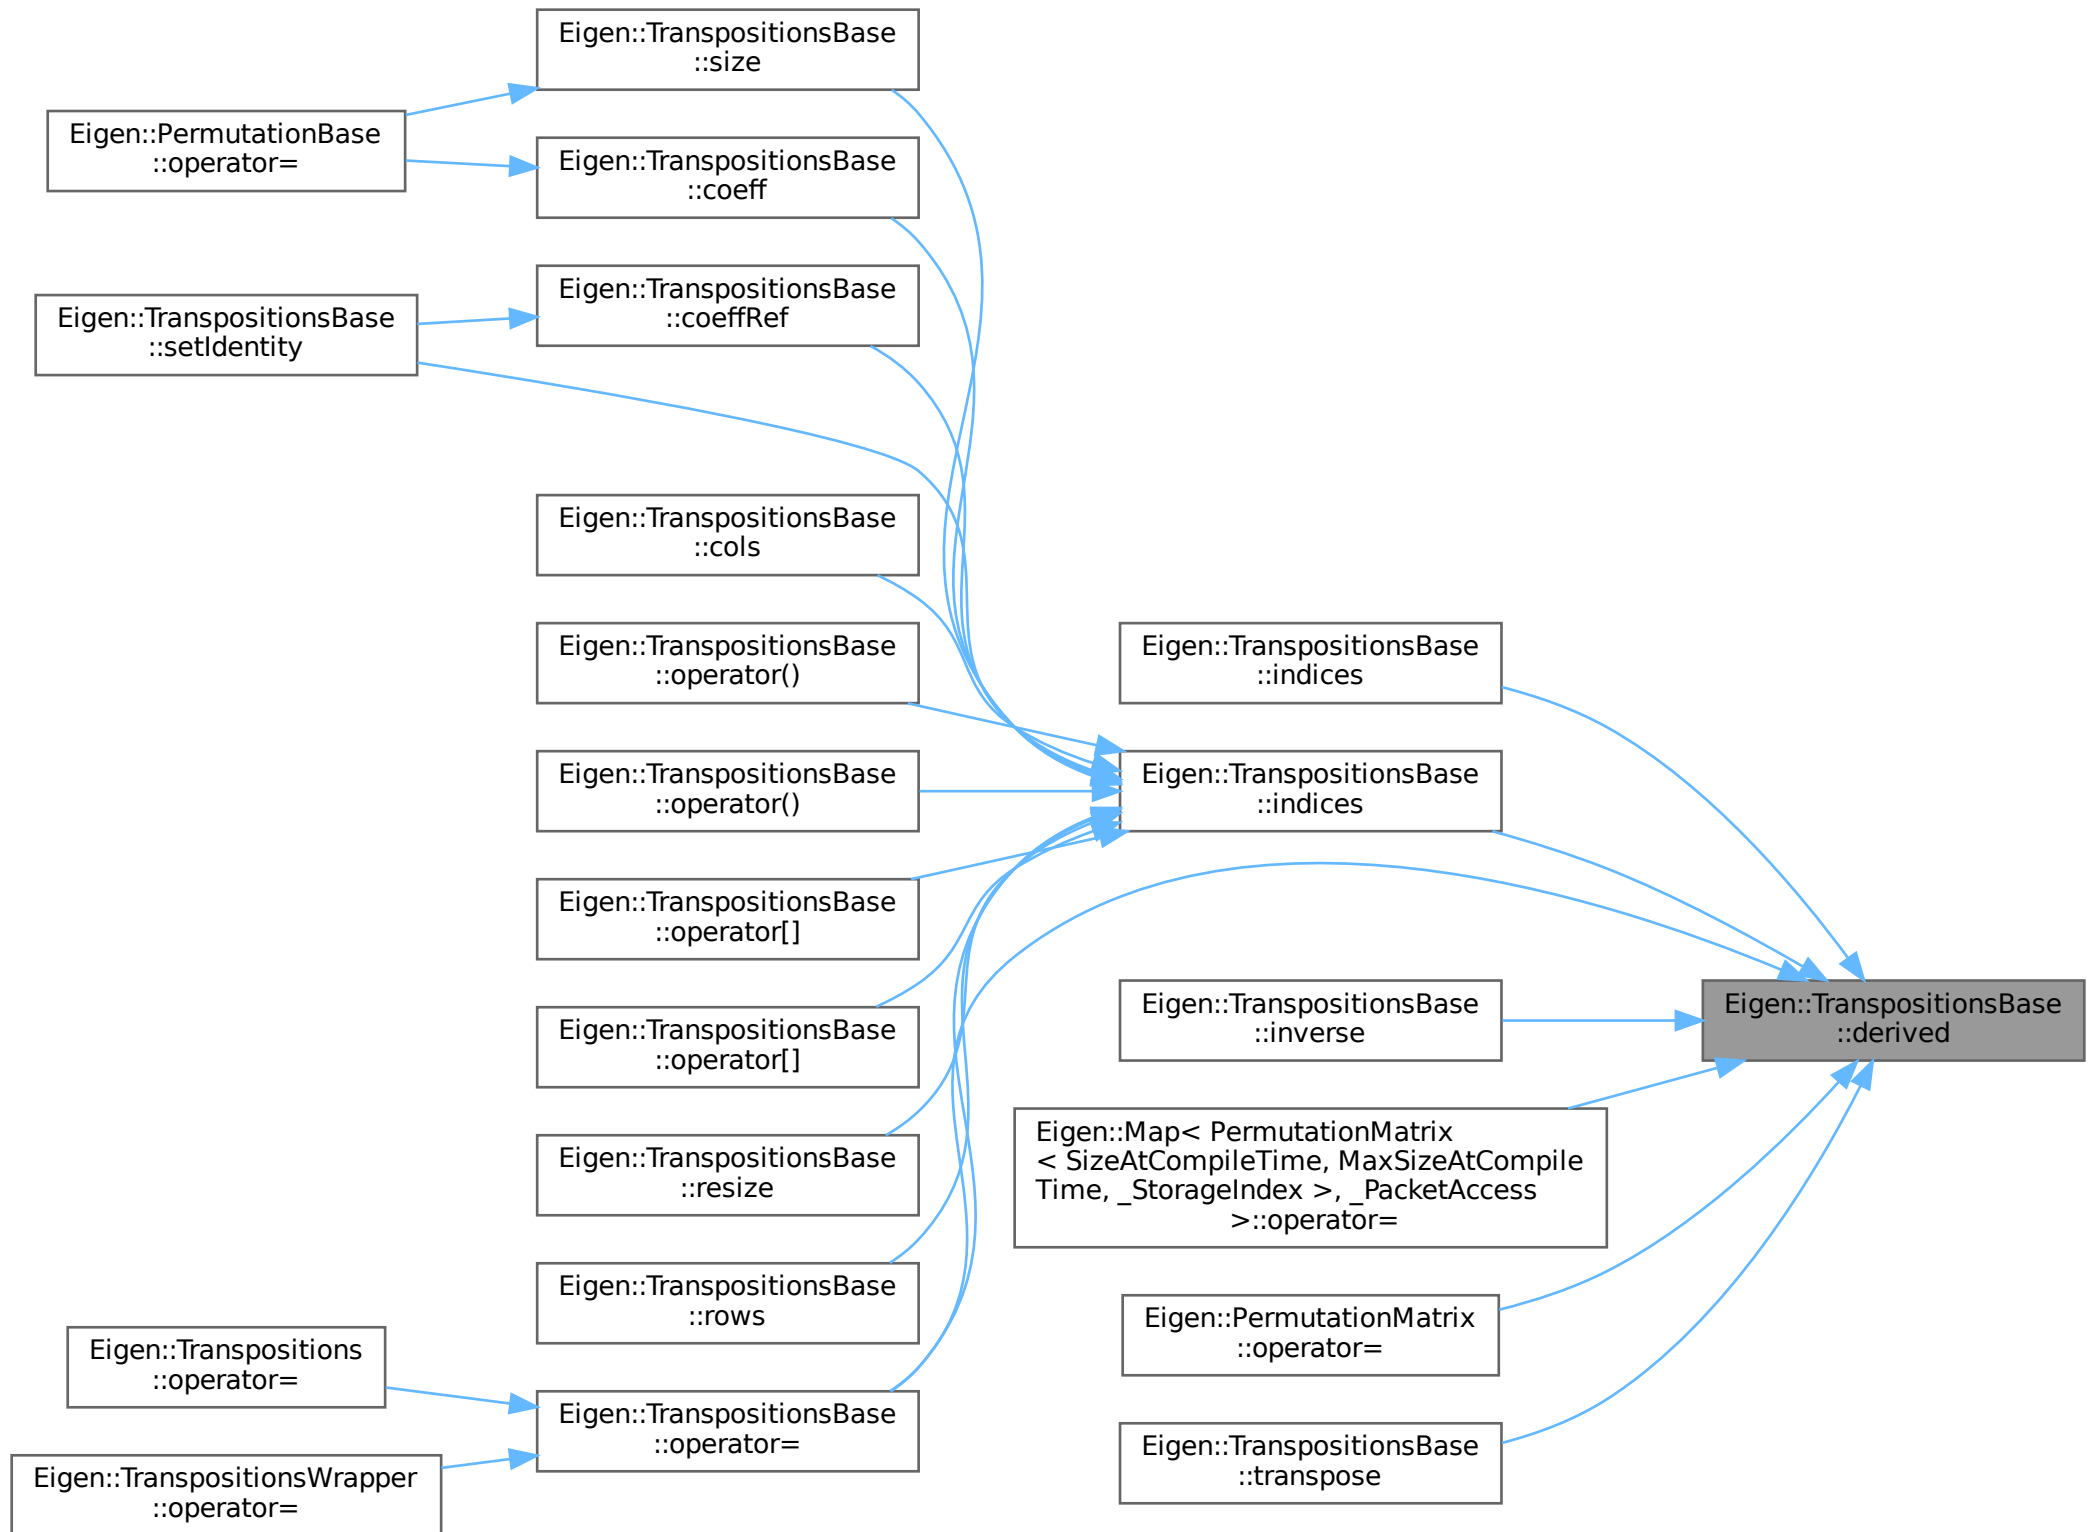 Eigen::TranspositionsBase
::size
Eigen::PermutationBase
::operator=
Eigen::TranspositionsBase
::coeff
Eigen::TranspositionsBase
::coeffRef
Eigen::TranspositionsBase
::setIdentity
Eigen::TranspositionsBase
::cols
Eigen::TranspositionsBase
::operator()
Eigen::TranspositionsBase
::indices
Eigen::TranspositionsBase
::operator()
Eigen::TranspositionsBase
::indices
Eigen::TranspositionsBase
::operator[]
Eigen::TranspositionsBase
::operator[]
Eigen::TranspositionsBase
::inverse
Eigen::TranspositionsBase
::derived
Eigen::TranspositionsBase
::resize
Eigen::Map< PermutationMatrix
< SizeAtCompileTime, MaxSizeAtCompile
Time, _StorageIndex >, _PacketAccess
>::operator=
Eigen::TranspositionsBase
::rows
Eigen::PermutationMatrix
::operator=
Eigen::Transpositions
::operator=
Eigen::TranspositionsBase
::operator=
Eigen::TranspositionsBase
::transpose
Eigen::TranspositionsWrapper
::operator=